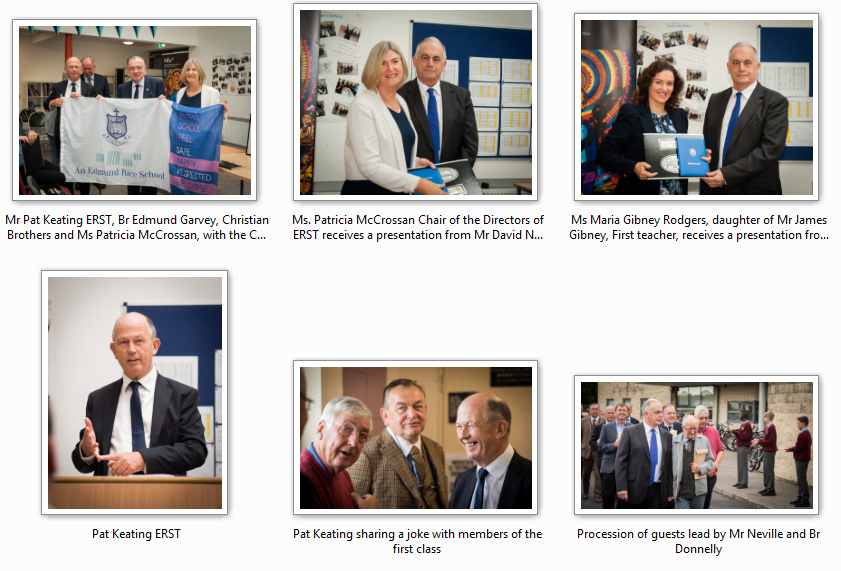 An Edmund Rice School
SCHOOL
FEEL
SAFE
HAPPY
RESPECTED
WELCOME
Mr Pat Keating ERST, Br Edmund Garvey, Christian
Brothers and Ms Patricia McCrossan, with the C...
Ms. Patricia McCrossan Chair of the Directors of
ERST receives a presentation from Mr David N...
Ms Maria Gibney Rodgers, daughter of Mr James
Gibney, First teacher, receives a presentation fro...
Pat Keating ERST
Pat Keating sharing a joke with members of the
first class
Procession of guests lead by Mr Neville and Br
Donnelly